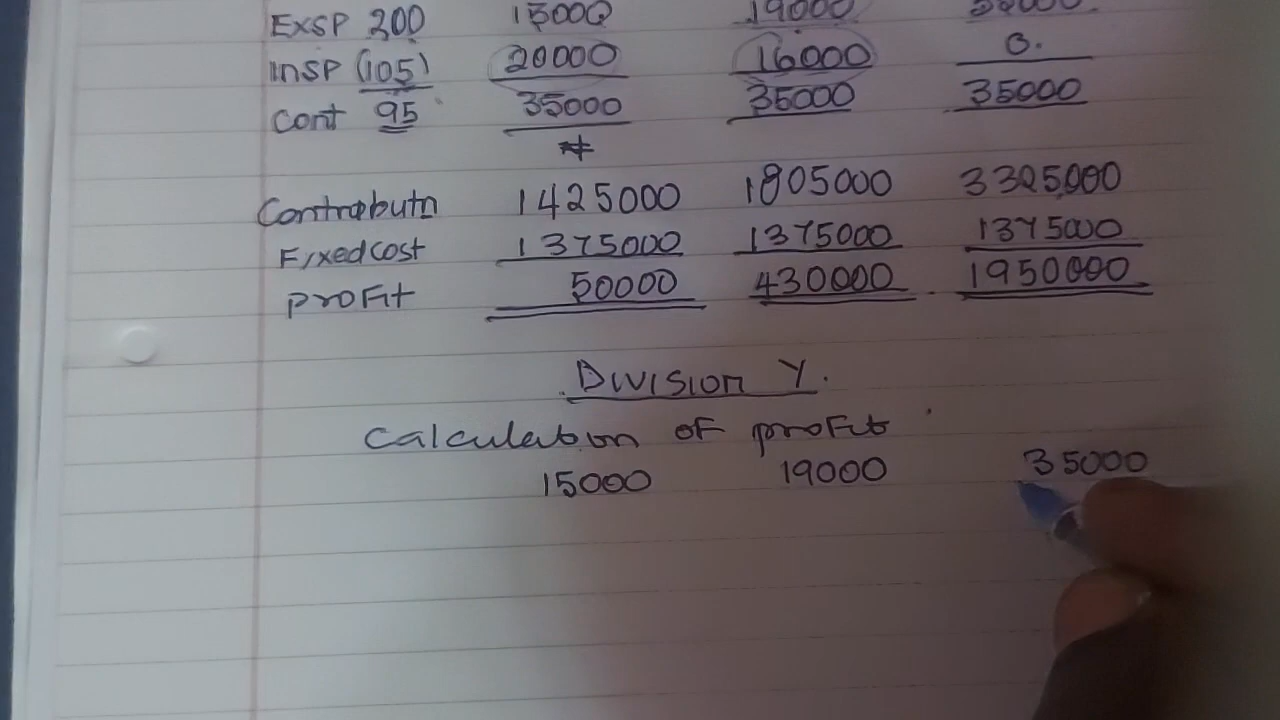 EXSP 200 15000 19000
INSP (105) 20000 16000 0.
Cont 95 35000 35000 35000
Contrabutn 1425000 1805000 3325000
Fixed cost 1375000 1375000 1375000
profit 50000 430000 1950000
Division Y.
calculation of profit
15000 19000 35000